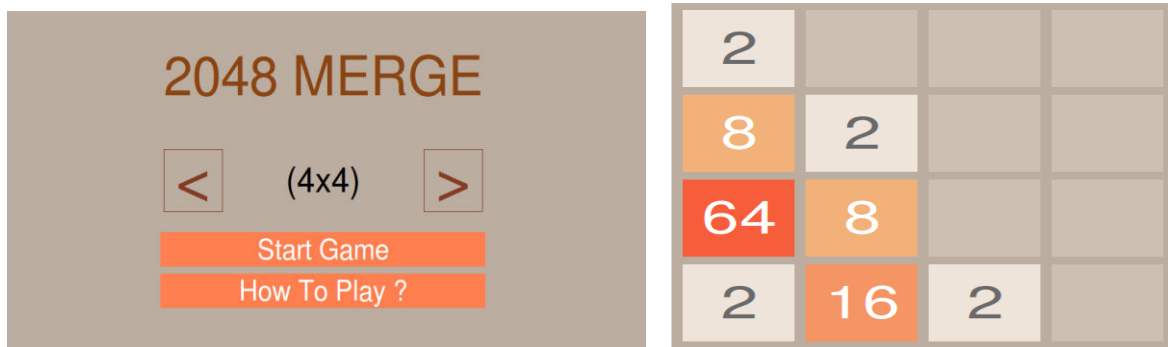 2048 MERGE
< (4x4) >
Start Game
How To Play ?
2
8 2
64 8
2 16 2